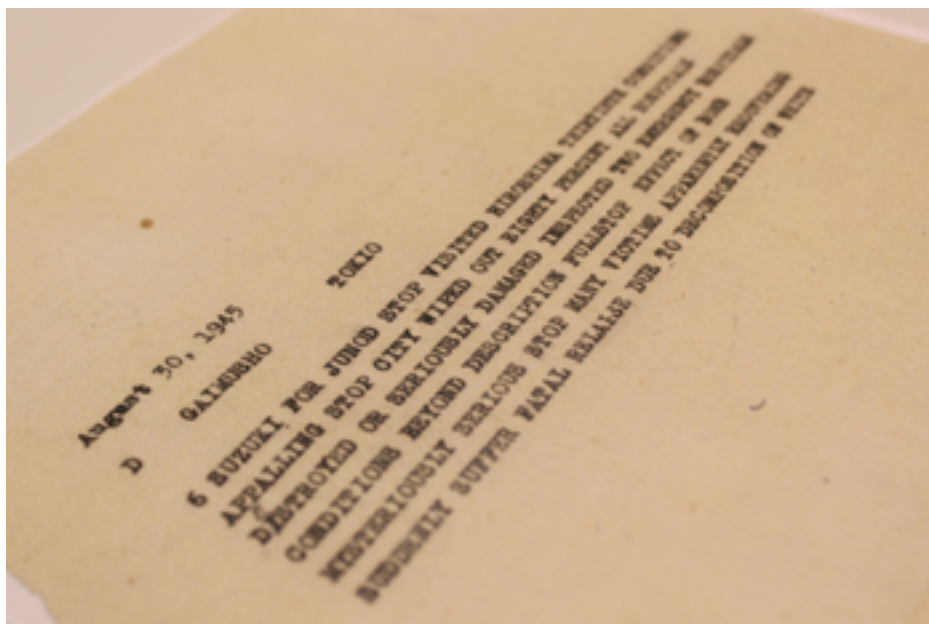 August 30, 1945
D GAIMUSHO TOKIO
6 SUZUKI FOR JUNOD STOP VISITED HIROSHIMA THIRTIETH CONDITIONS
APPALLING STOP CITY WIPED OUT EIGHTY PERCENT ALL HOSPITALS
DESTROYED OR SERIOUSLY DAMAGED INSPECTED TWO EMERGENCY HOSPITALS
CONDITIONS BEYOND DESCRIPTION FULLSTOP EFFECT OF BOMB
MYSTERIOUSLY SERIOUS STOP MANY VICTIMS APPARENTLY RECOVERING
SUDDENLY SUFFER FATAL RELALSE DUE TO DECOMPOSITION OF WHITE